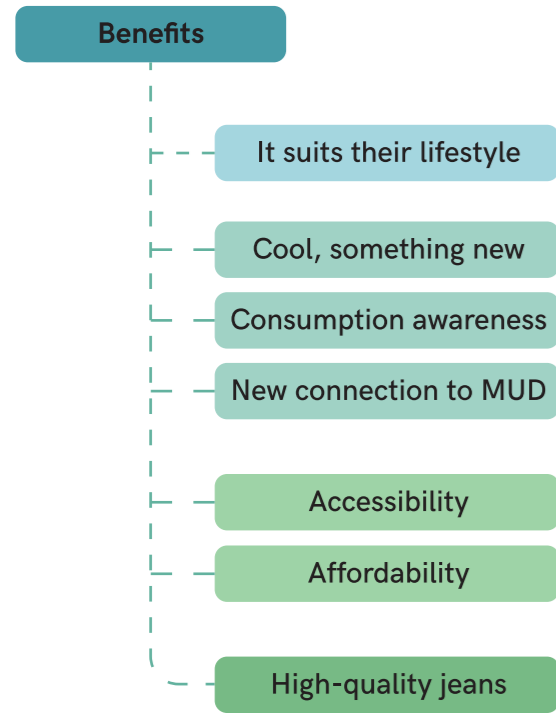 Benefits
It suits their lifestyle
Cool, something new
Consumption awareness
New connection to MUD
Accessibility
Affordability
High-quality jeans